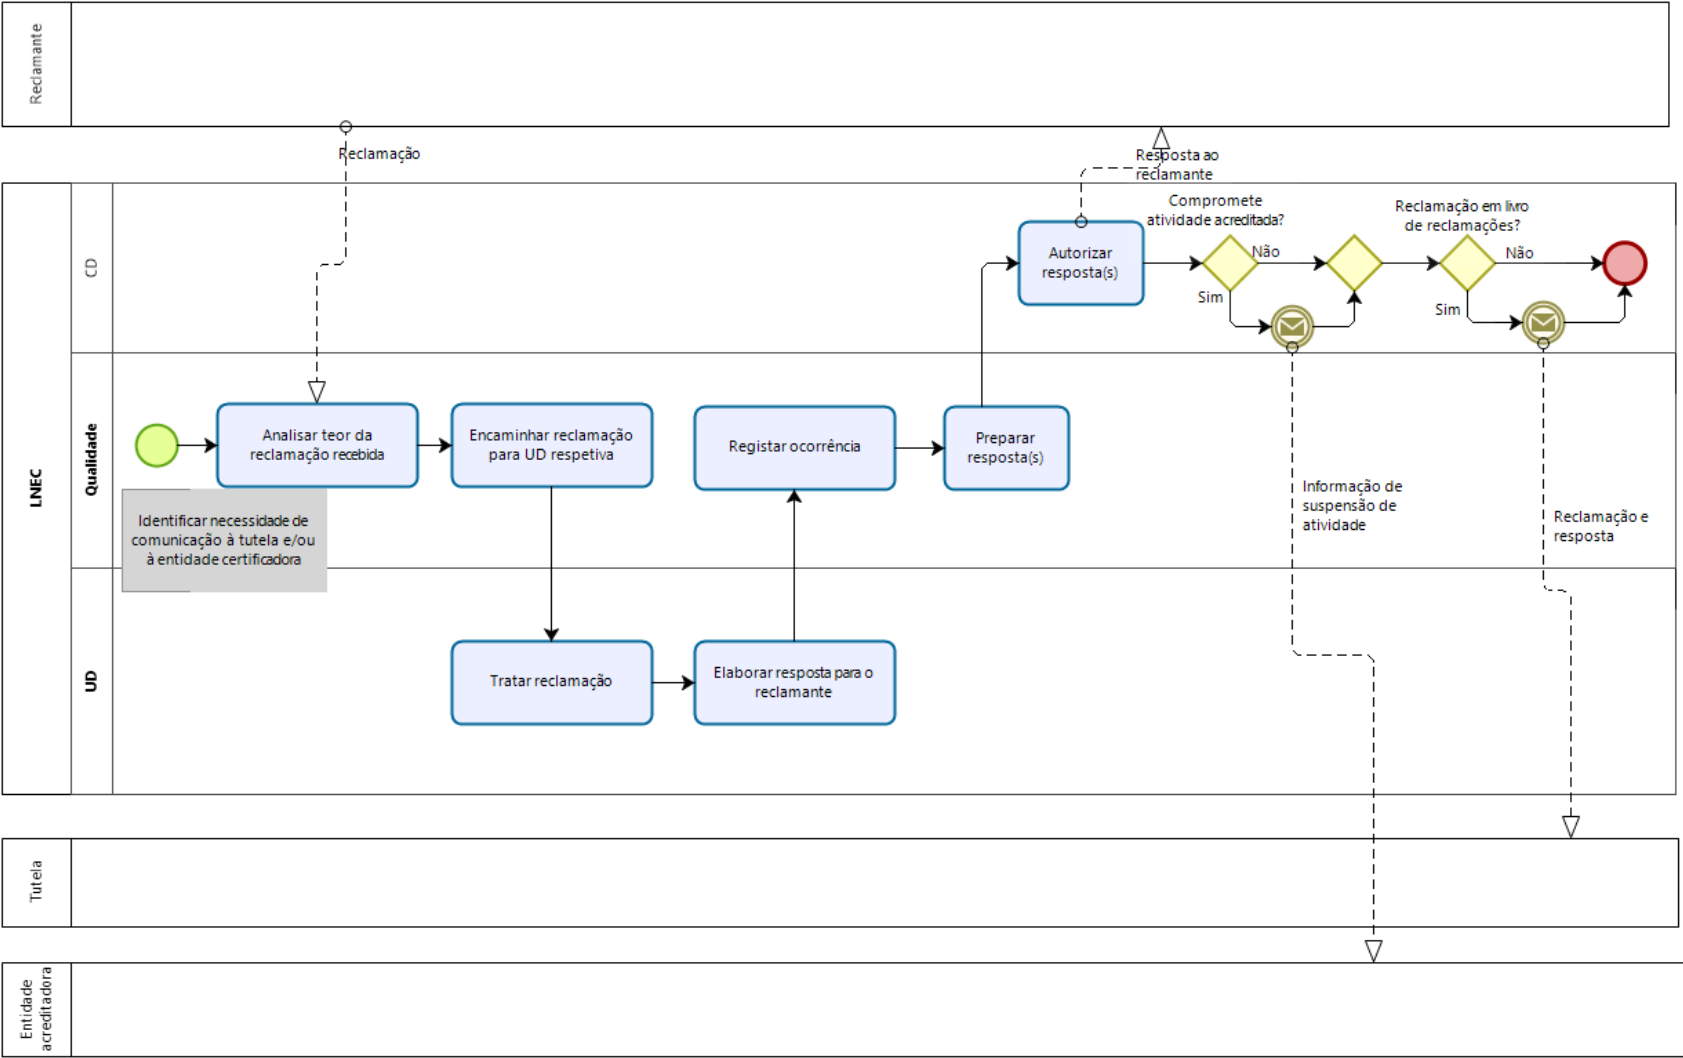 Reclamante
Reclamação
Resposta ao
reclamante
LNEC
CD
Autorizar
resposta(s)
Compromete
atividade acreditada?
Não
Sim
Reclamação em livro
de reclamações?
Não
Sim
Qualidade
Analisar teor da
reclamação recebida
Encaminhar reclamação
para UD respetiva
Registar ocorrência
Preparar
resposta(s)
Identificar necessidade de
comunicação à tutela e/ou
à entidade certificadora
Informação de
suspensão de
atividade
Reclamação e
resposta
UD
Tratar reclamação
Elaborar resposta para o
reclamante
Tutela
Entidade
acreditadora